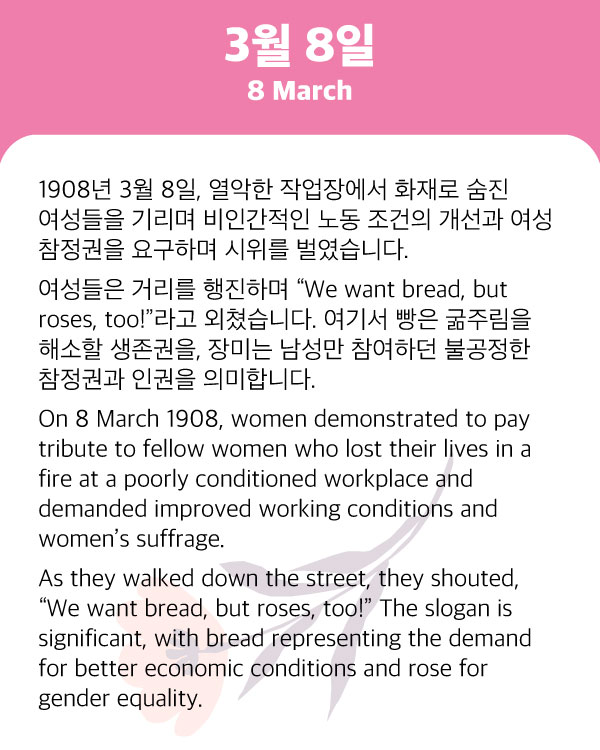 3월 8일
8 March
1908년 3월 8일, 열악한 작업장에서 화재로 숨진
여성들을 기리며 비인간적인 노동 조건의 개선과 여성
참정권을 요구하며 시위를 벌였습니다.
여성들은 거리를 행진하며 “We want bread, but
roses, too!”라고 외쳤습니다. 여기서 빵은 굶주림을
해소할 생존권을, 장미는 남성만 참여하던 불공정한
참정권과 인권을 의미합니다.
On 8 March 1908, women demonstrated to pay
tribute to fellow women who lost their lives in a
fire at a poorly conditioned workplace and
demanded improved working conditions and
women’s suffrage.
As they walked down the street, they shouted,
“We want bread, but roses, too!” The slogan is
significant, with bread representing the demand
for better economic conditions and rose for
gender equality.